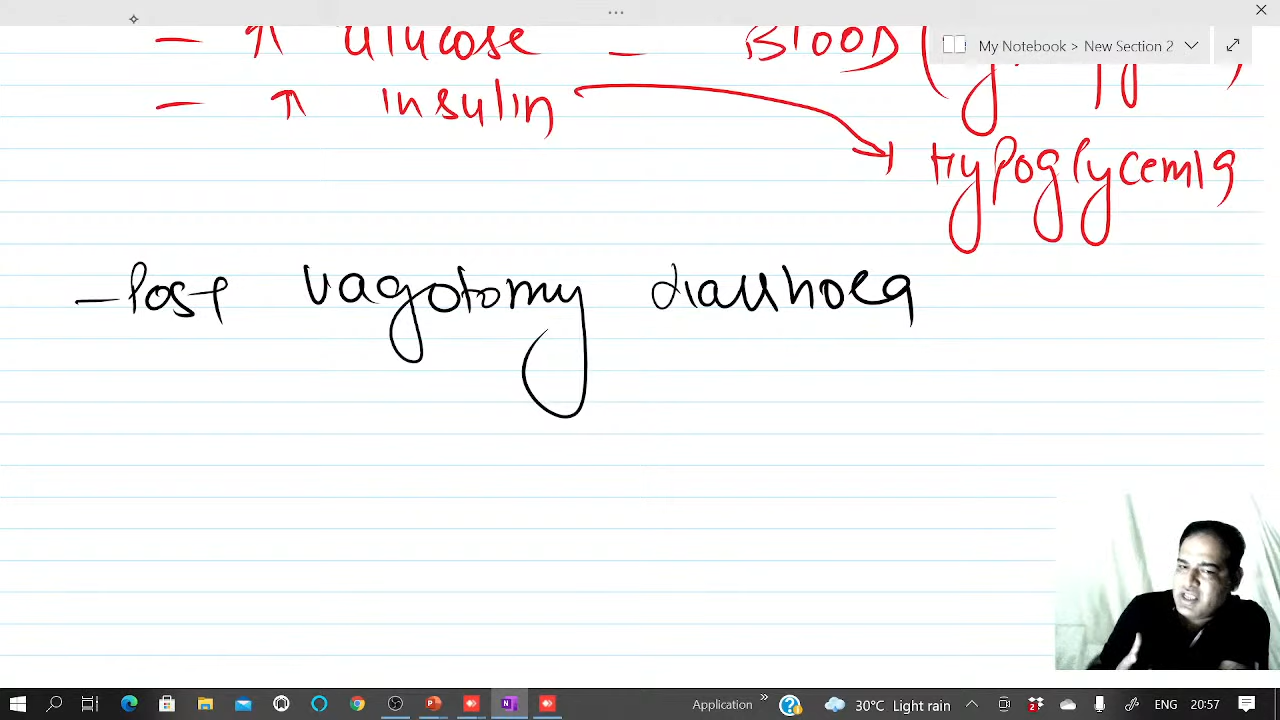 ...
My Notebook > New Section 2
- ↑ Glucose - BLOOD (
- ↑ Insulin → Hypoglycemia
- Post vagotomy diarrhoea
Application » 30°C Light rain ENG 20:57